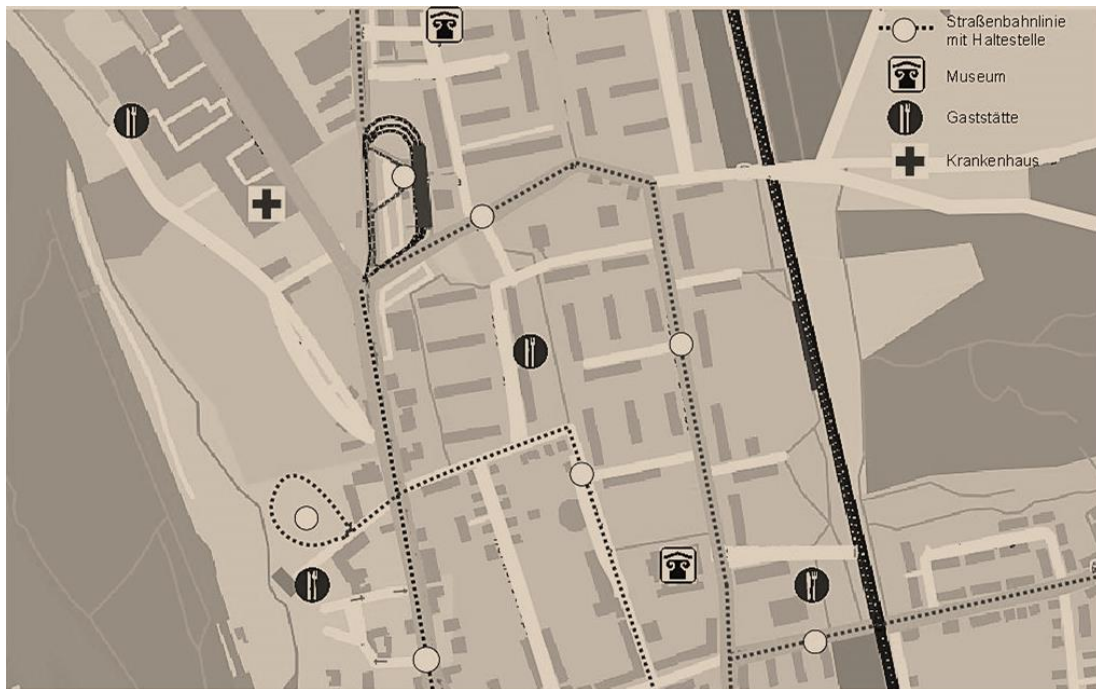 Straßenbahnlinie
mit Haltestelle
Museum
Gaststätte
Krankenhaus